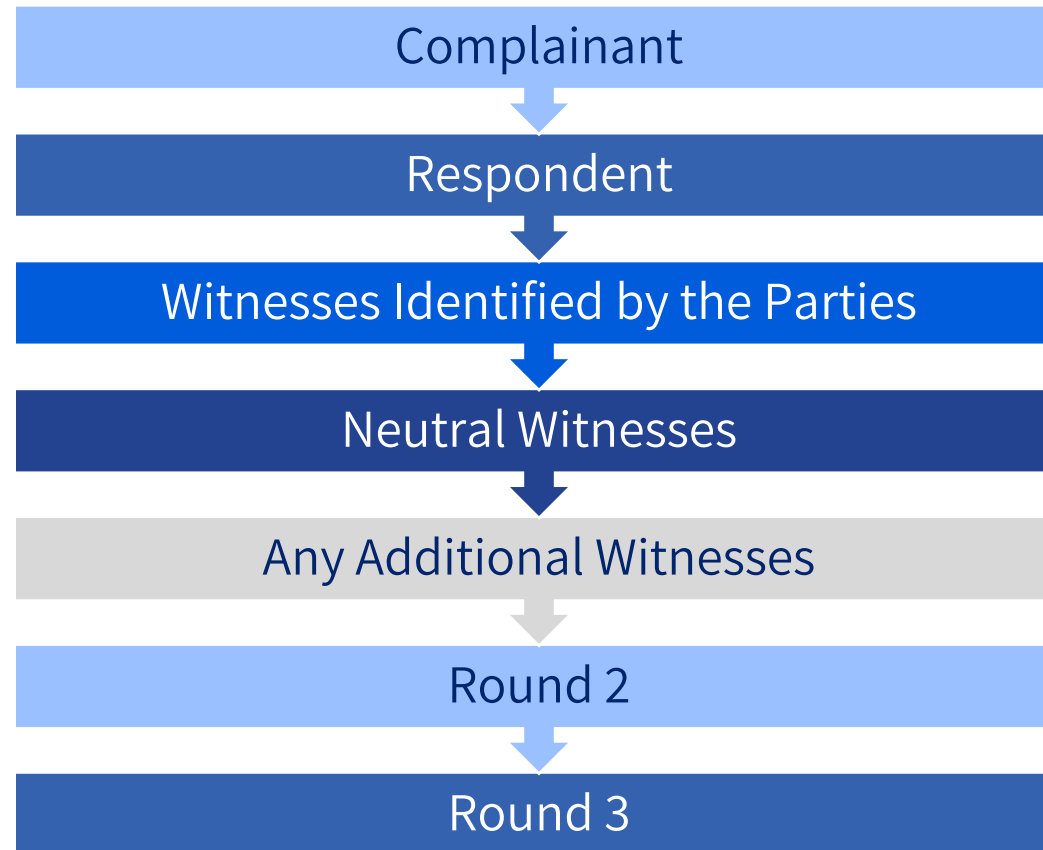 Complainant
Respondent
Witnesses Identified by the Parties
Neutral Witnesses
Any Additional Witnesses
Round 2
Round 3